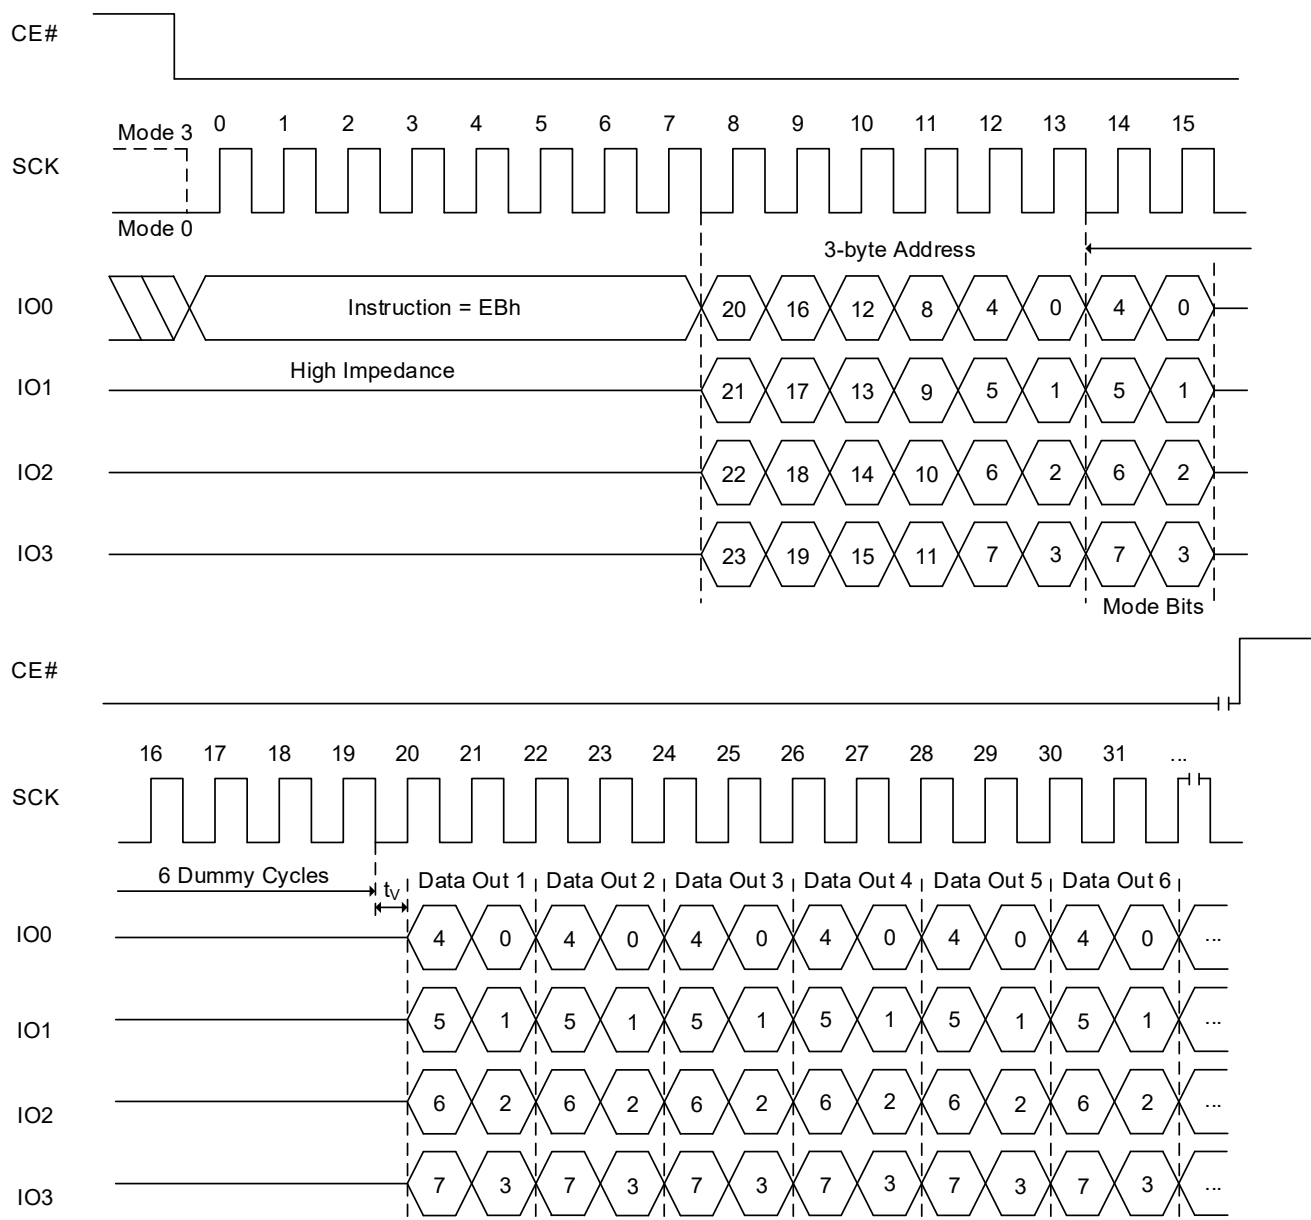 CE#
Mode 3 0 1 2 3 4 5 6 7 8 9 10 11 12 13 14 15
SCK
Mode 0
3-byte Address
IO0 Instruction = EBh 20 16 12 8 4 0 4 0
High Impedance
IO1 21 17 13 9 5 1 5 1
IO2 22 18 14 10 6 2 6 2
IO3 23 19 15 11 7 3 7 3
Mode Bits
CE#
16 17 18 19 20 21 22 23 24 25 26 27 28 29 30 31 ...
SCK
6 Dummy Cycles tV Data Out 1 Data Out 2 Data Out 3 Data Out 4 Data Out 5 Data Out 6
IO0 4 0 4 0 4 0 4 0 4 0 4 0 ...
IO1 5 1 5 1 5 1 5 1 5 1 5 1 ...
IO2 6 2 6 2 6 2 6 2 6 2 6 2 ...
IO3 7 3 7 3 7 3 7 3 7 3 7 3 ...